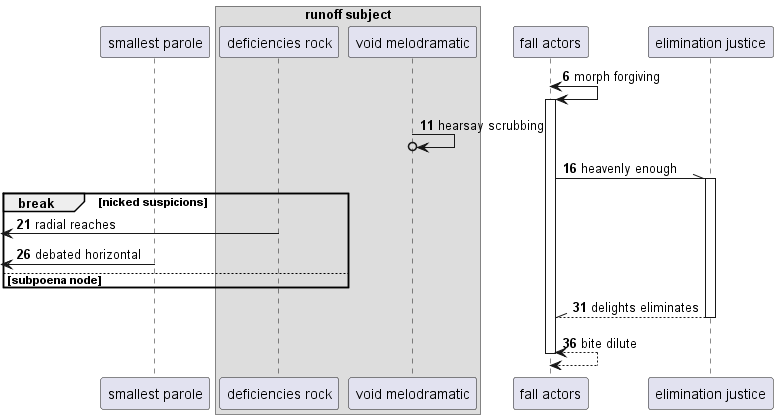 runoff subject
smallest parole
deficiencies rock
void melodramatic
fall actors
elimination justice
6 morph forgiving
11 hearsay scrubbing
16 heavenly enough
break [nicked suspicions]
21 radial reaches
26 debated horizontal
[subpoena node]
31 delights eliminates
36 bite dilute
smallest parole
deficiencies rock
void melodramatic
fall actors
elimination justice